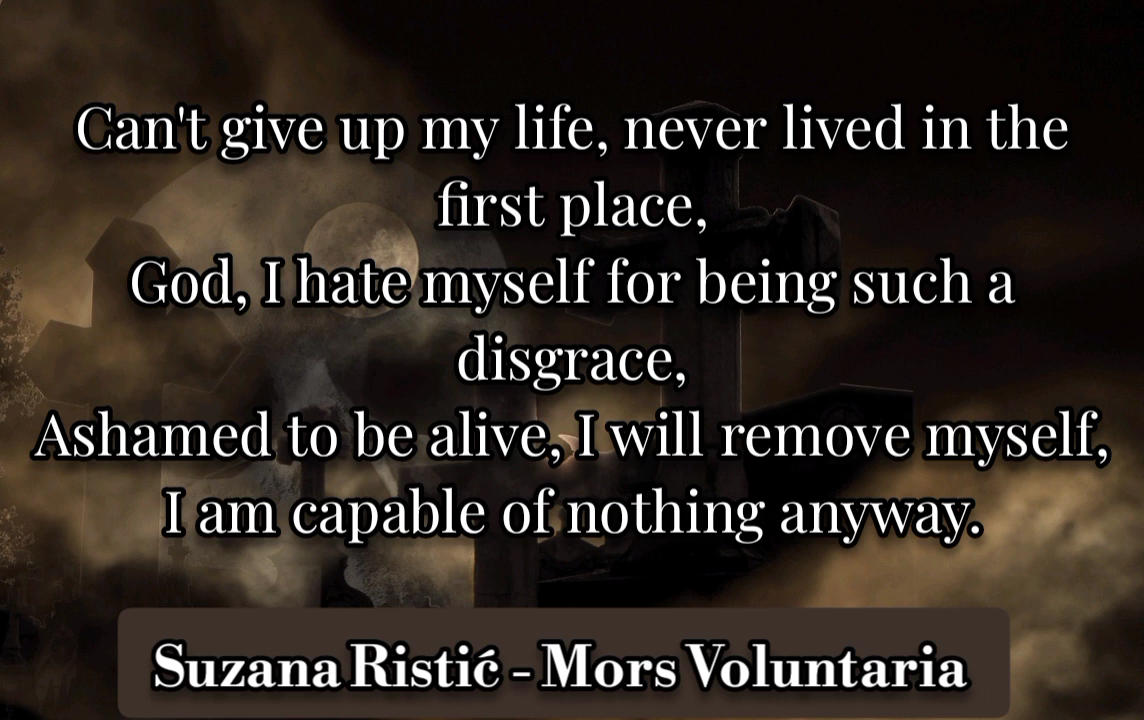 Can't give up my life, never lived in the
first place,
God, I hate myself for being such a
disgrace,
Ashamed to be alive, I will remove myself,
I am capable of nothing anyway.
Suzana Ristić - Mors Voluntaria